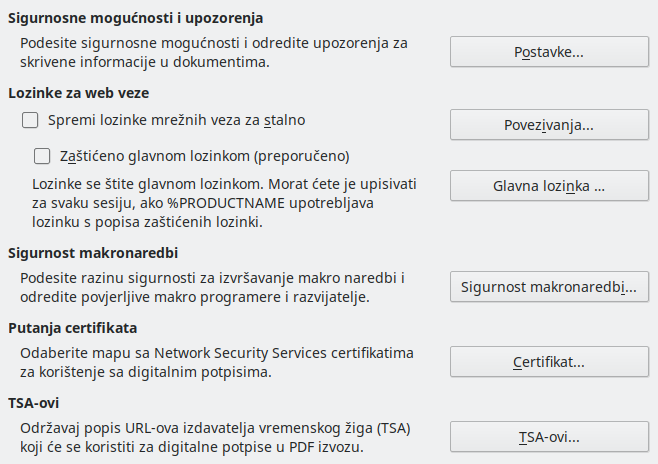 Sigurnosne mogućnosti i upozorenja
Podesite sigurnosne mogućnosti i odredite upozorenja za
skrivene informacije u dokumentima.
Postavke...
Lozinke za web veze
Spremi lozinke mrežnih veza za stalno
Povezivanja...
Zaštićeno glavnom lozinkom (preporučeno)
Lozinke se štite glavnom lozinkom. Morat ćete je upisivati
za svaku sesiju, ako %PRODUCTNAME upotrebljava
lozinku s popisa zaštićenih lozinki.
Glavna lozinka ...
Sigurnost makronaredbi
Podesite razinu sigurnosti za izvršavanje makro naredbi i
odredite povjerljive makro programere i razvijatelje.
Sigurnost makronaredbi...
Putanja certifikata
Odaberite mapu sa Network Security Services certifikatima
za korištenje sa digitalnim potpisima.
Certifikat...
TSA-ovi
Održavaj popis URL-ova izdavatelja vremenskog žiga (TSA)
koji će se koristiti za digitalne potpise u PDF izvozu.
TSA-ovi...